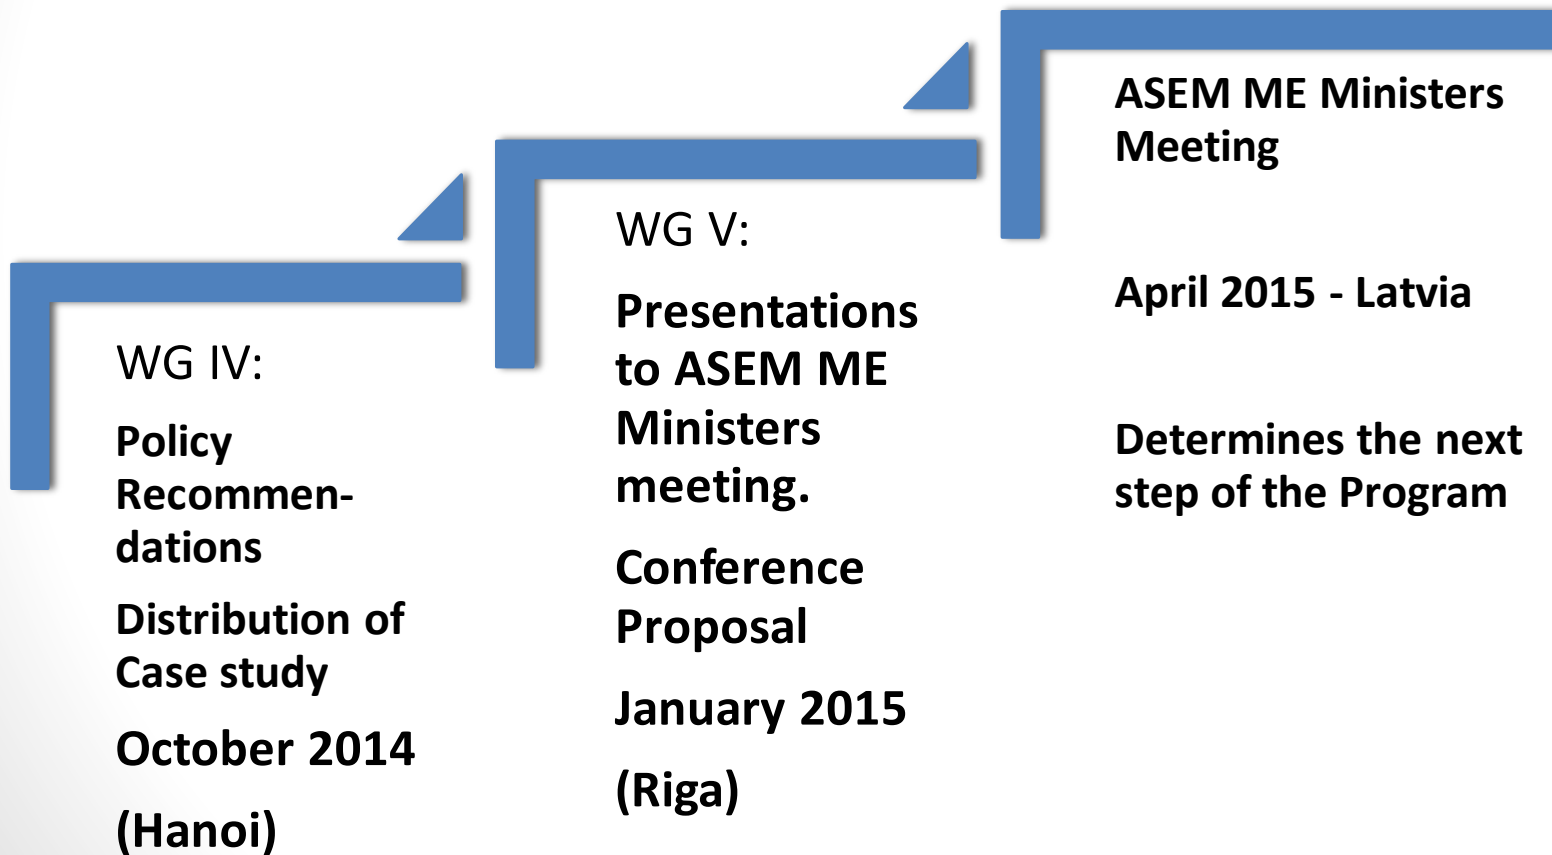 WG IV:
Policy
Recommen-
dations
Distribution of
Case study
October 2014
(Hanoi)
WG V:
Presentations
to ASEM ME
Ministers
meeting.
Conference
Proposal
January 2015
(Riga)
ASEM ME Ministers
Meeting
April 2015 - Latvia
Determines the next
step of the Program